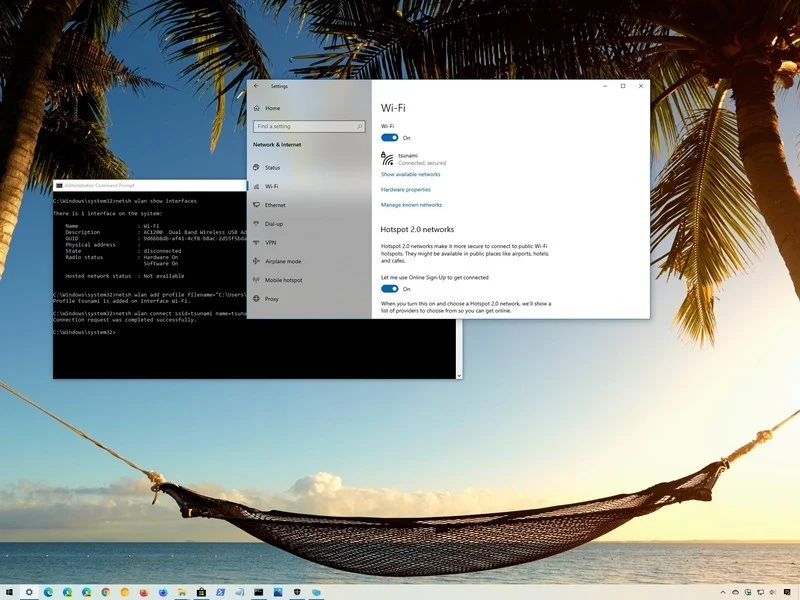 Administrator: Command Prompt
C:\Windows\system32>netsh wlan show interfaces
There is 1 interface on the system:
Name : Wi-Fi
Description : AC1200 Dual Band Wireless USB Ad
GUID
Physical address :
State : disconnected
Radio status : Hardware On
Software On
Hosted network status : Not available
C:\Windows\system32>netsh wlan add profile filename="C:\Users\
Profile tsunami is added on interface Wi-Fi.
C:\Windows\system32>netsh wlan connect ssid=tsunami name=tsuna
Connection request was completed successfully.
C:\Windows\system32>
Settings
Home
Find a setting
Network & Internet
Status
Wi-Fi
Ethernet
Dial-up
VPN
Airplane mode
Mobile hotspot
Proxy
Wi-Fi
Wi-Fi
On
tsunami
Connected, secured
Show available networks
Hardware properties
Manage known networks
Hotspot 2.0 networks
Hotspot 2.0 networks make it more secure to connect to public Wi-Fi
hotspots. They might be available in public places like airports, hotels,
and cafes.
Let me use Online Sign-Up to get connected
On
When you turn this on and choose a Hotspot 2.0 network, we'll show a
list of providers to choose from so you can get online.